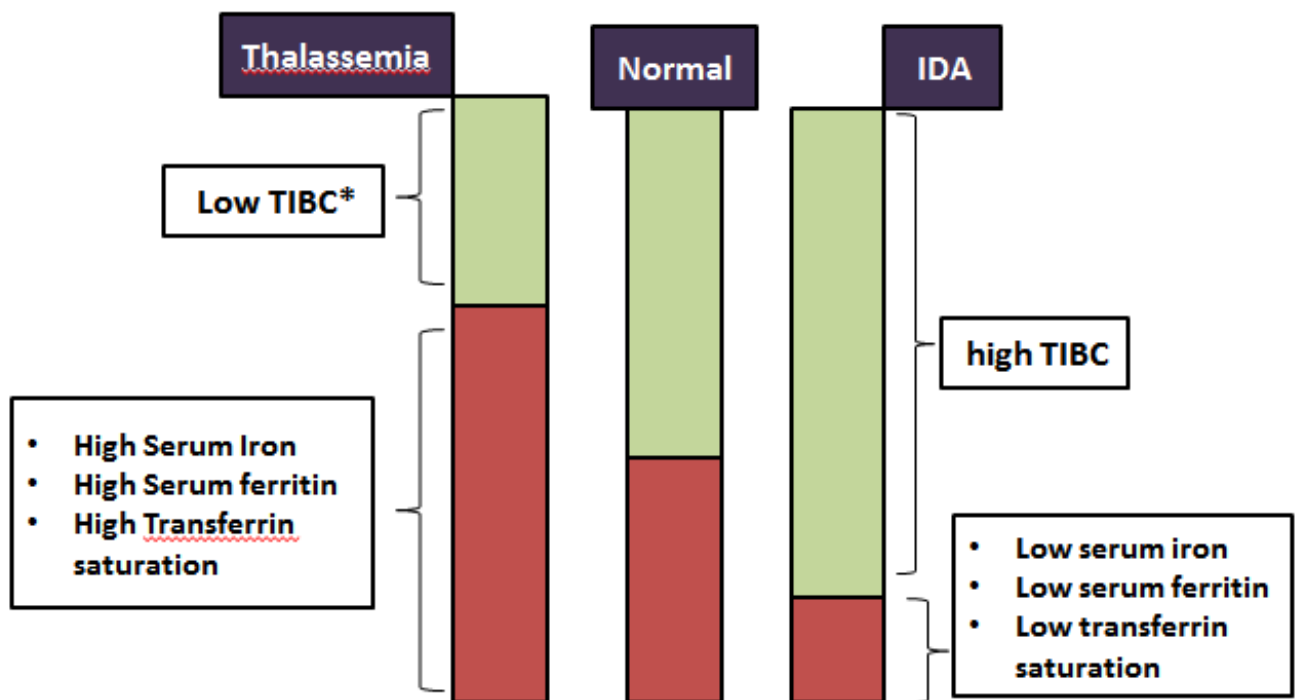 Thalassemia
Normal
IDA
Low TIBC*
high TIBC
• High Serum Iron
• High Serum ferritin
• High Transferrin
saturation
• Low serum iron
• Low serum ferritin
• Low transferrin
saturation